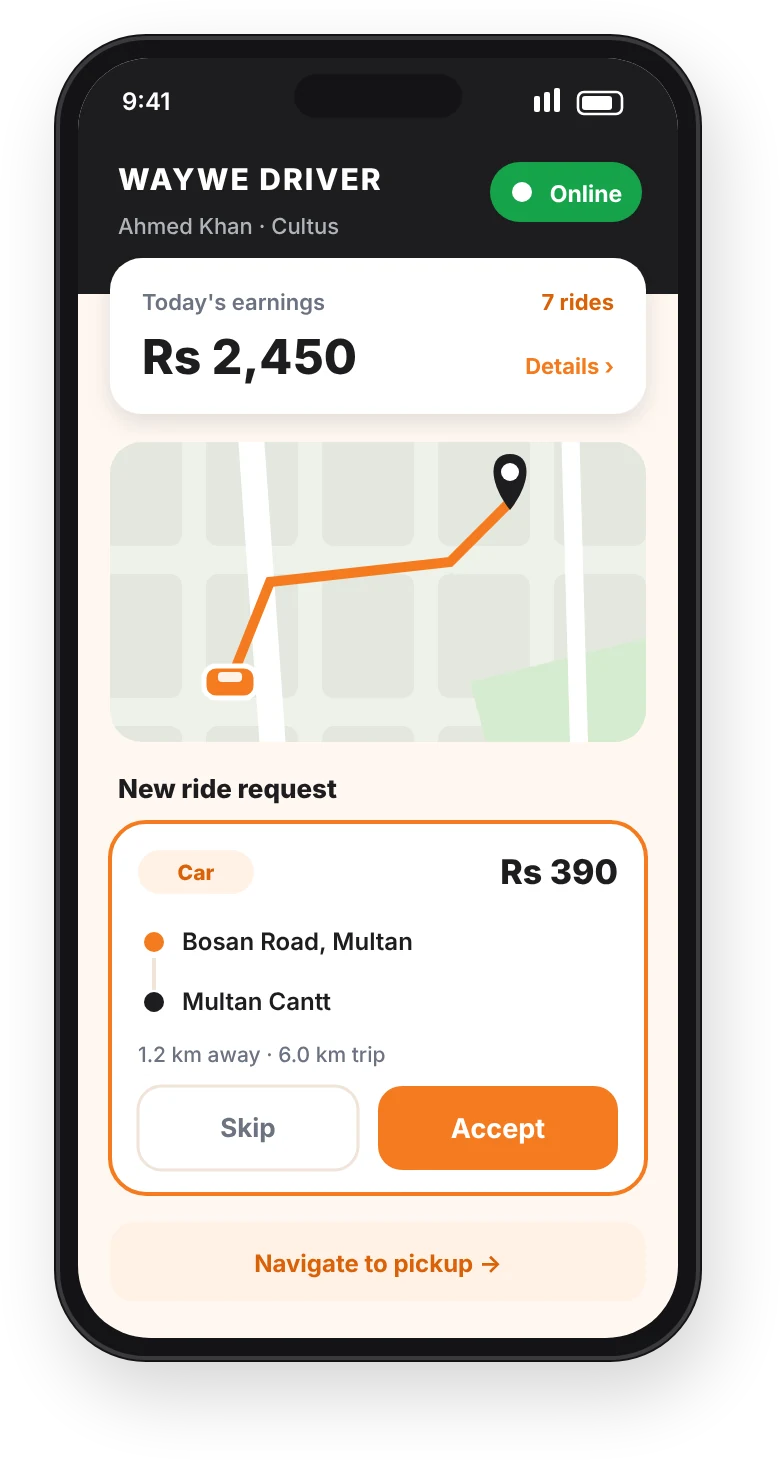 9:41
WAYWE DRIVER
Online
Ahmed Khan · Cultus
Today's earnings
7 rides
Rs 2,450
Details ›
New ride request
Car
Rs 390
Bosan Road, Multan
Multan Cantt
1.2 km away · 6.0 km trip
Skip
Accept
Navigate to pickup →